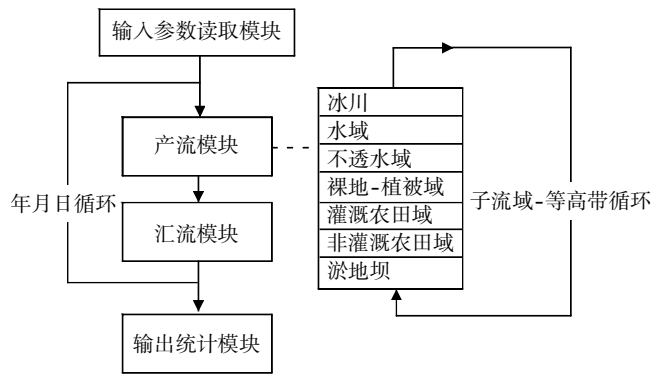 输入参数读取模块
产流模块
年月日循环
汇流模块
输出统计模块
冰川
水域
不透水域
裸地-植被域
灌溉农田域
非灌溉农田域
淤地坝
子流域-等高带循环